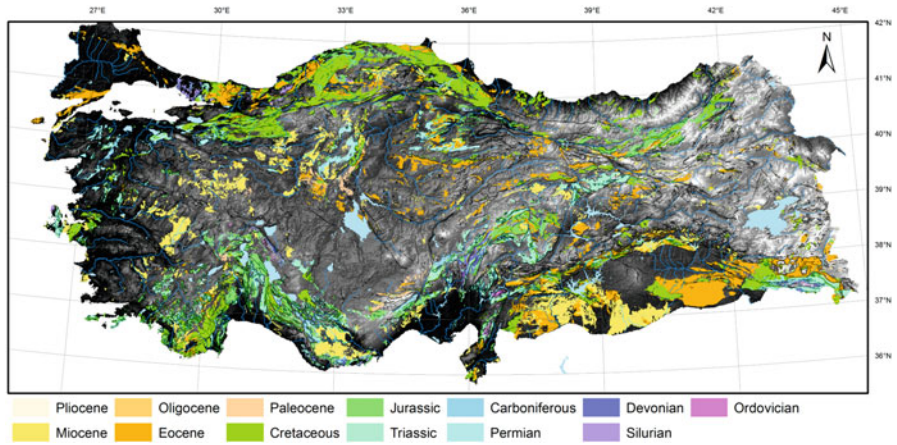 27°E 30°E 33°E 36°E 39°E 42°E 45°E
42°N
N
41°N
40°N
39°N
38°N
37°N
36°N
Pliocene Oligocene Paleocene Jurassic Carboniferous Devonian Ordovician
Miocene Eocene Cretaceous Triassic Permian Silurian